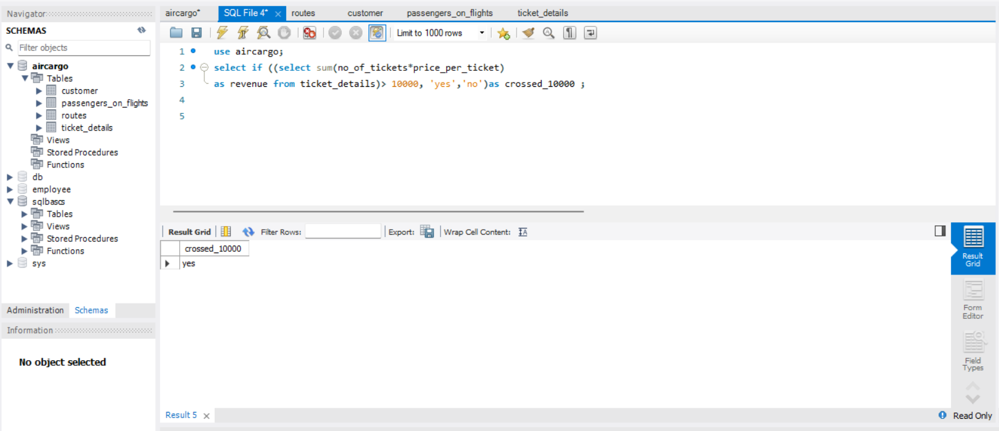 Navigator
SCHEMAS
Filter objects
aircargo
Tables
customer
passengers_on_flights
routes
ticket_details
Views
Stored Procedures
Functions
db
employee
sqlbascs
Tables
Views
Stored Procedures
Functions
sys
Administration Schemas
Information
No object selected
aircargo* SQL File 4* × routes customer passengers_on_flights ticket_details
Limit to 1000 rows
1 use aircargo;
2 select if ((select sum(no_of_tickets*price_per_ticket)
3 as revenue from ticket_details)> 10000, 'yes','no')as crossed_10000 ;
4
5
Result Grid Filter Rows: Export: Wrap Cell Content: IA
crossed_10000
yes
Result
Grid
Form
Editor
Field
Types
Result 5 ×
Read Only